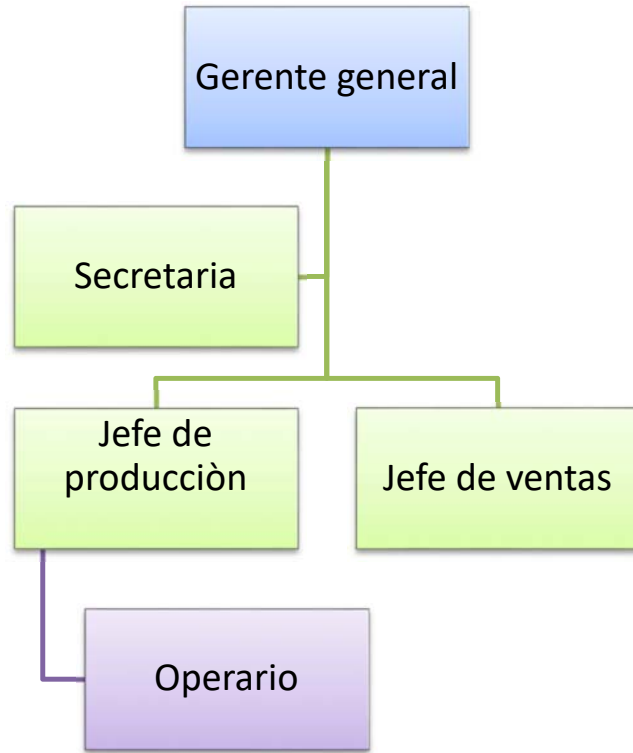 Gerente general
Secretaria
Jefe de
producciòn
Jefe de ventas
Operario